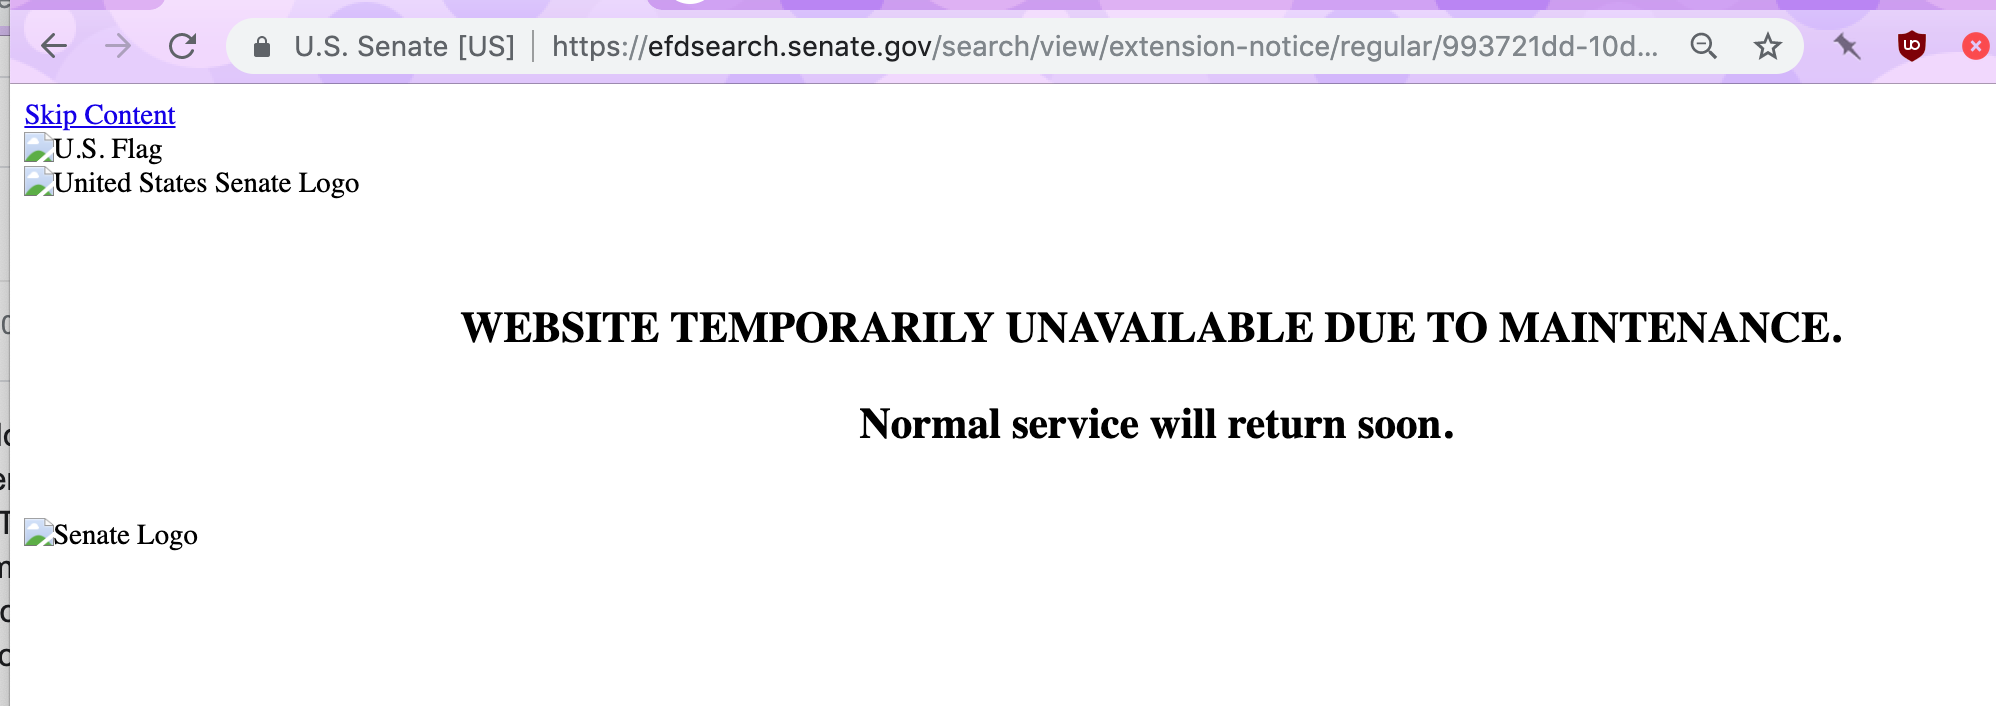 U.S. Senate [US] https://efdsearch.senate.gov/search/view/extension-notice/regular/993721dd-10d...
Skip Content
U.S. Flag
United States Senate Logo
WEBSITE TEMPORARILY UNAVAILABLE DUE TO MAINTENANCE.
Normal service will return soon.
Senate Logo